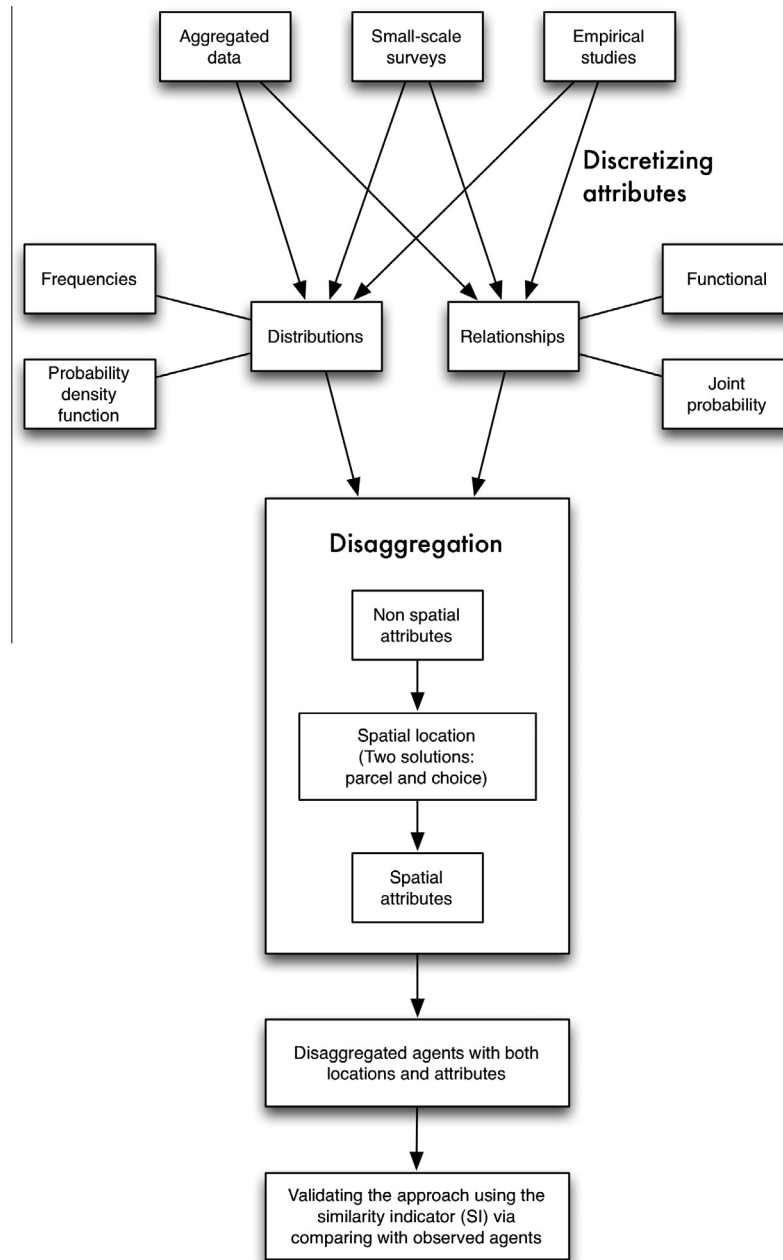 Aggregated
data
Small-scale
surveys
Empirical
studies
Discretizing
attributes
Frequencies
Functional
Distributions
Relationships
Probability
density
function
Joint
probability
Disaggregation
Non spatial
attributes
Spatial location
(Two solutions:
parcel and choice)
Spatial
attributes
Disaggregated agents with both
locations and attributes
Validating the approach using the
similarity indicator (SI) via
comparing with observed agents